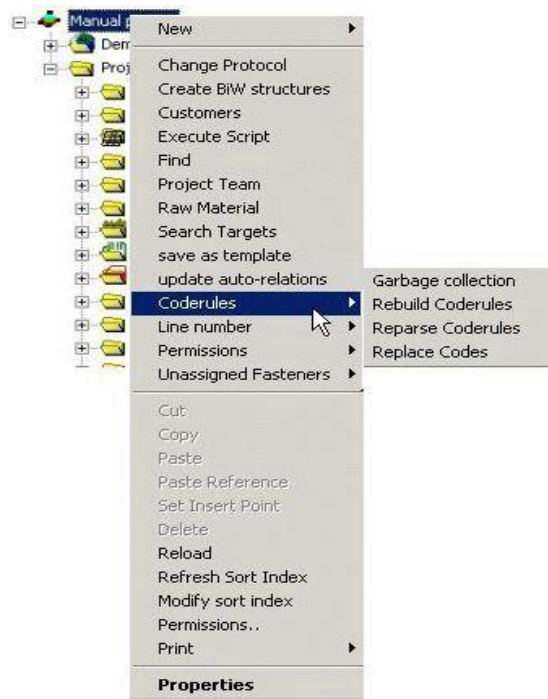 Manual
Dem
Proj
New
Change Protocol
Create BiW structures
Customers
Execute Script
Find
Project Team
Raw Material
Search Targets
save as template
update auto-relations
Coderules
Line number
Permissions
Unassigned Fasteners
Garbage collection
Rebuild Coderules
Reparse Coderules
Replace Codes
Cut
Copy
Paste
Paste Reference
Set Insert Point
Delete
Reload
Refresh Sort Index
Modify sort index
Permissions..
Print
Properties